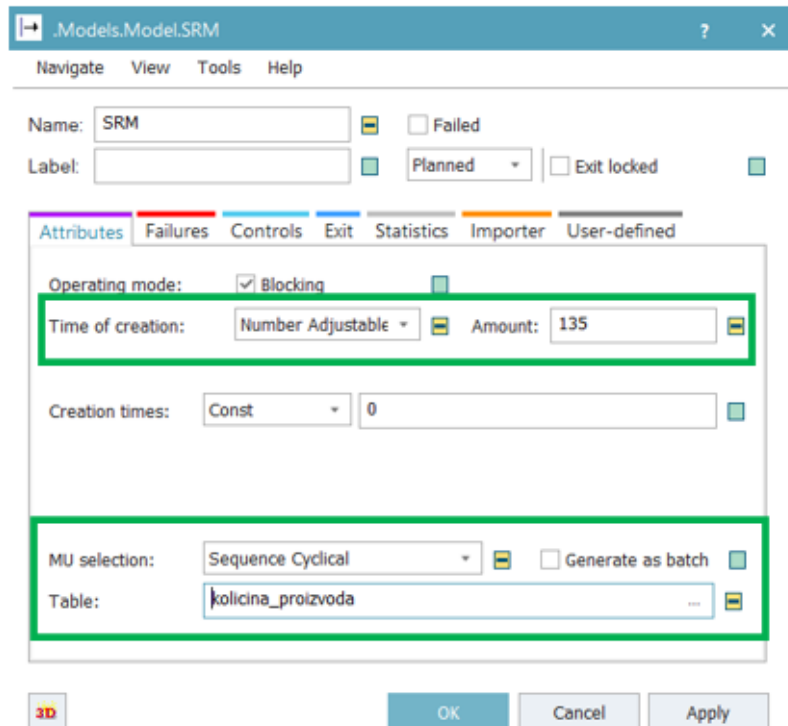 .Models.Model.SRM ? ×
Navigate View Tools Help
Name: SRM Failed
Label: Planned Exit locked
Attributes Failures Controls Exit Statistics Importer User-defined
Operating mode: Blocking
Time of creation: Number Adjustable Amount: 135
Creation times: Const 0
MU selection: Sequence Cyclical Generate as batch
Table: kolicina_proizvoda ...
3D OK Cancel Apply